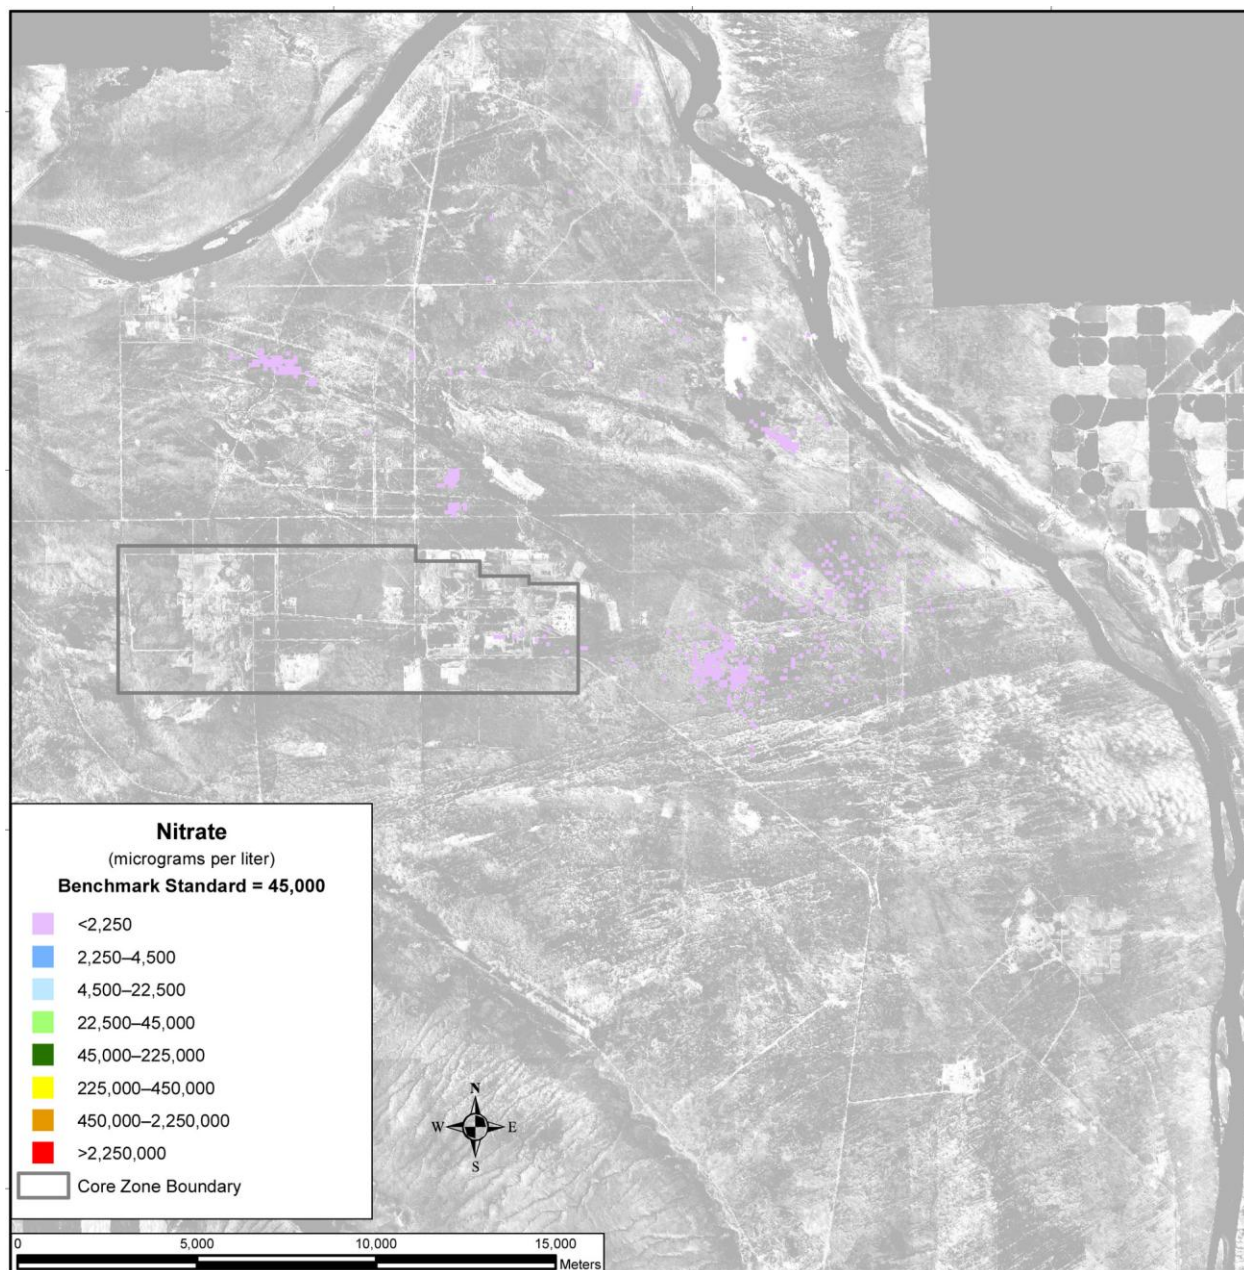 Nitrate
(micrograms per liter)
Benchmark Standard = 45,000
<2,250
2,250–4,500
4,500–22,500
22,500–45,000
45,000–225,000
225,000–450,000
450,000–2,250,000
>2,250,000
Core Zone Boundary
N
W E
S
0 5,000 10,000 15,000
Meters